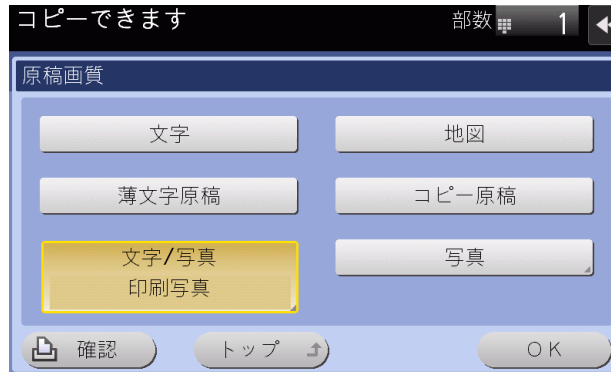 コピーできます
部数 1
原稿画質
文字
地図
薄文字原稿
コピー原稿
文字/写真
印刷写真
写真
確認
トップ
OK